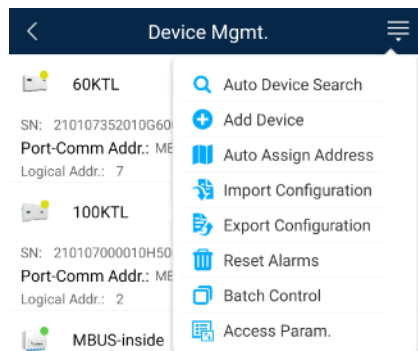 Device Mgmt.
60KTL
SN: 210107352010G60
Port-Comm Addr.: ME
Logical Addr.: 7
100KTL
SN: 210107000010H50
Port-Comm Addr.: ME
Logical Addr.: 2
MBUS-inside
Auto Device Search
Add Device
Auto Assign Address
Import Configuration
Export Configuration
Reset Alarms
Batch Control
Access Param.